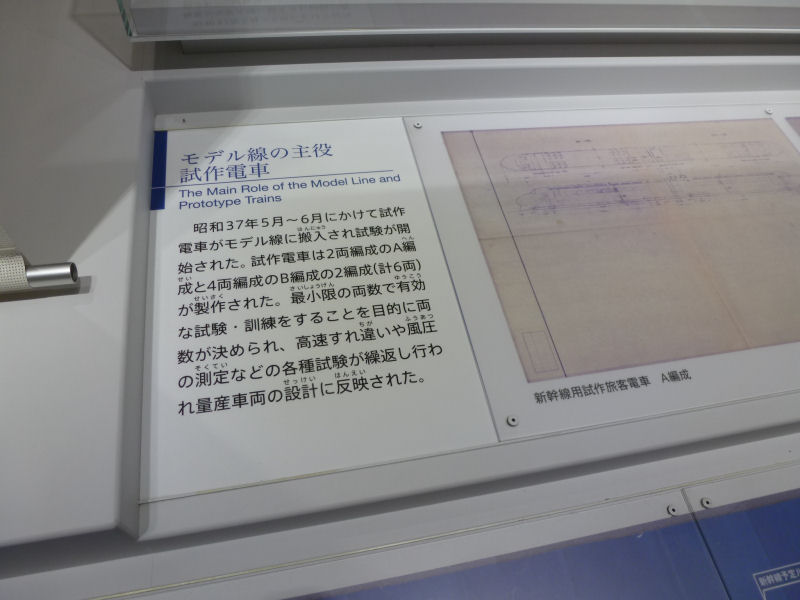 モデル線の主役
試作電車
The Main Role of the Model Line and
Prototype Trains
昭和37年5月～6月にかけて試作
電車がモデル線に搬入され試験が開
始された。試作電車は2両編成のA編
成と4両編成のB編成の2編成(計6両)
が製作された。最小限の両数で有効
な試験・訓練をすることを目的に両
数が決められ、高速すれ違いや風圧
の測定などの各種試験が繰返し行わ
れ量産車両の設計に反映された。
新幹線用試作旅客電車 A編成
新幹線予定